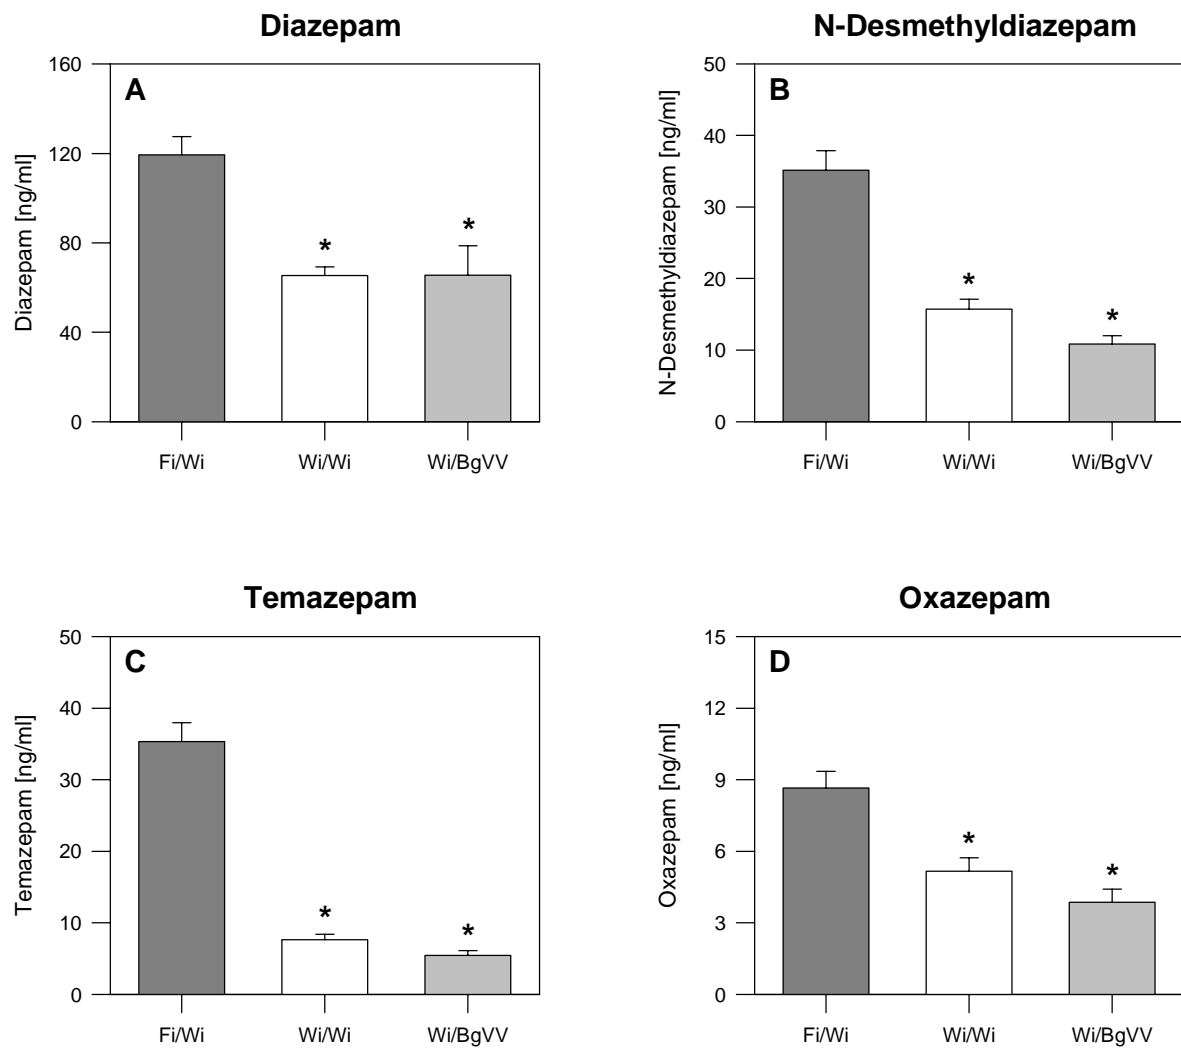 Diazepam
A
Diazepam [ng/ml]
160
120
80
40
0
*
*
Fi/Wi
Wi/Wi
Wi/BgVV
N-Desmethyldiazepam
B
N-Desmethyldiazepam [ng/ml]
50
40
30
20
10
0
*
*
Fi/Wi
Wi/Wi
Wi/BgVV
Temazepam
C
Temazepam [ng/ml]
50
40
30
20
10
0
*
*
Fi/Wi
Wi/Wi
Wi/BgVV
Oxazepam
D
Oxazepam [ng/ml]
15
12
9
6
3
0
*
*
Fi/Wi
Wi/Wi
Wi/BgVV